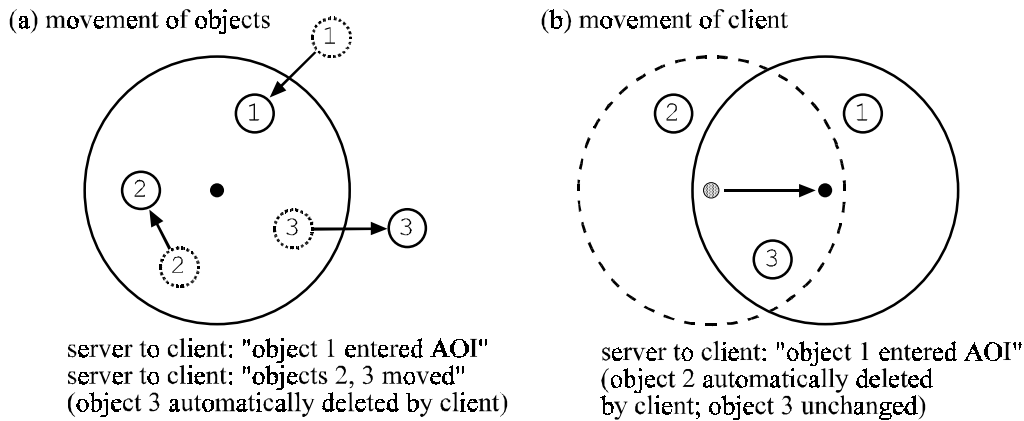 (a) movement of objects
1
1
2
2
3
3
server to client: "object 1 entered AOI"
server to client: "objects 2, 3 moved"
(object 3 automatically deleted by client)
(b) movement of client
2
1
3
server to client: "object 1 entered AOI"
(object 2 automatically deleted
by client; object 3 unchanged)